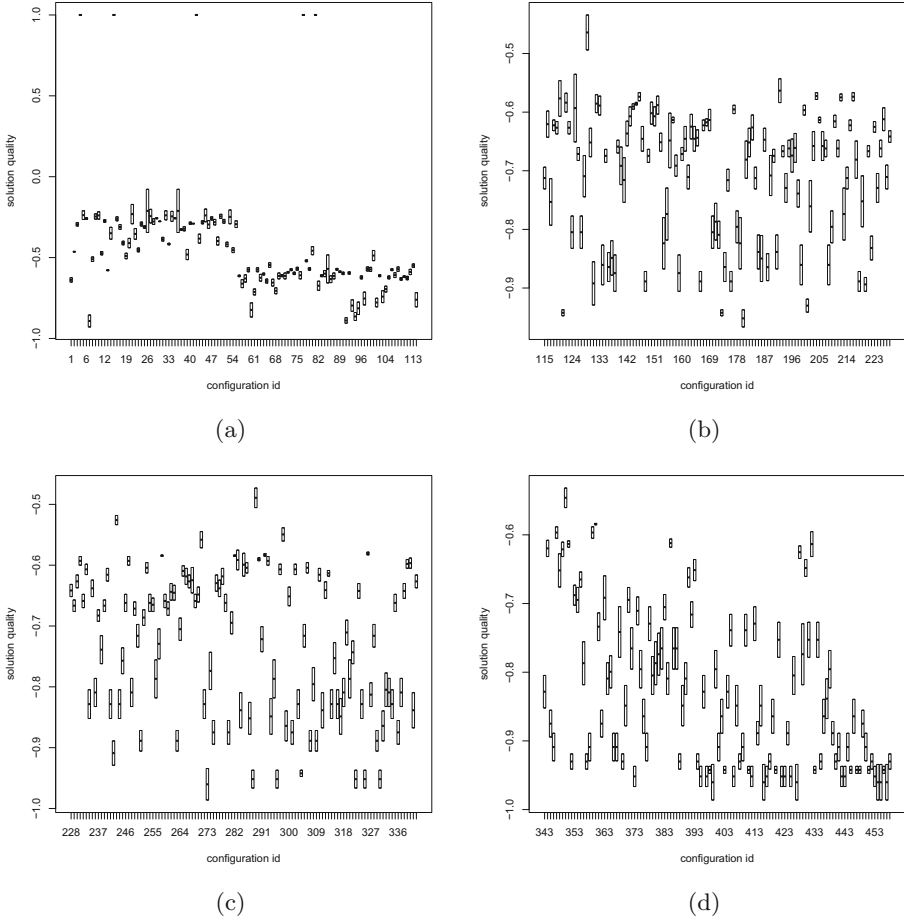 1.0
0.5
0.0
−0.5
−1.0
solution quality
1 6 12 19 26 33 40 47 54 61 68 75 82 89 96 104 113
configuration id
(a)
−0.5
−0.6
−0.7
−0.8
−0.9
solution quality
115 124 133 142 151 160 169 178 187 196 205 214 223
configuration id
(b)
−0.5
−0.6
−0.7
−0.8
−0.9
−1.0
solution quality
228 237 246 255 264 273 282 291 300 309 318 327 336
configuration id
(c)
−0.6
−0.7
−0.8
−0.9
−1.0
solution quality
343 353 363 373 383 393 403 413 423 433 443 453
configuration id
(d)